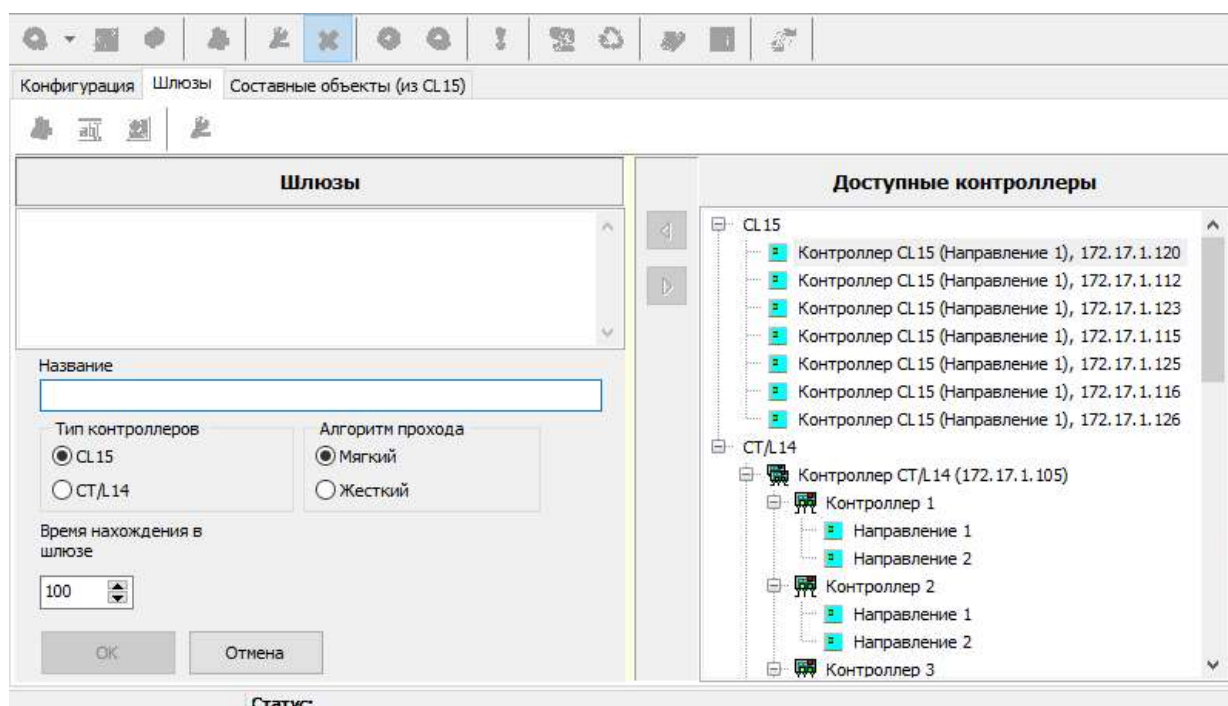 Конфигурация Шлюзы Составные объекты (из CL15)
Шлюзы
Название
Тип контроллеров Алгоритм прохода
CL15 Мягкий
CT/L14 Жесткий
Время нахождения в
шлюзе
100
OK Отмена
Доступные контроллеры
CL15
Контроллер CL15 (Направление 1), 172.17.1.120
Контроллер CL15 (Направление 1), 172.17.1.112
Контроллер CL15 (Направление 1), 172.17.1.123
Контроллер CL15 (Направление 1), 172.17.1.115
Контроллер CL15 (Направление 1), 172.17.1.125
Контроллер CL15 (Направление 1), 172.17.1.116
Контроллер CL15 (Направление 1), 172.17.1.126
CT/L14
Контроллер CT/L14 (172.17.1.105)
Контроллер 1
Направление 1
Направление 2
Контроллер 2
Направление 1
Направление 2
Контроллер 3
Статус: